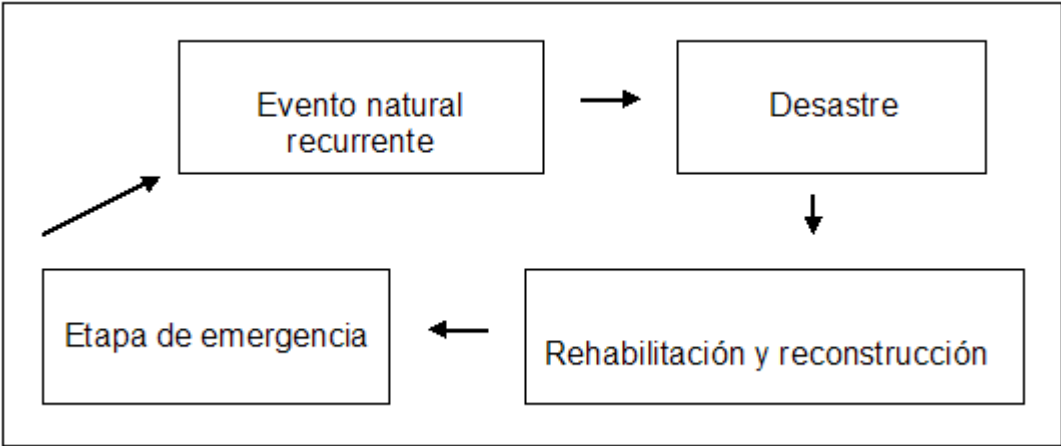 Evento natural
recurrente
Desastre
Etapa de emergencia
Rehabilitación y reconstrucción